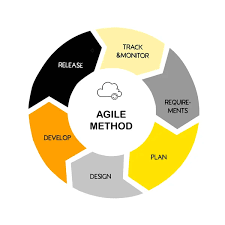 TRACK
&MONITOR
REQUIRE-
MENTS
PLAN
DESIGN
DEVELOP
RELEASE
AGILE
METHOD